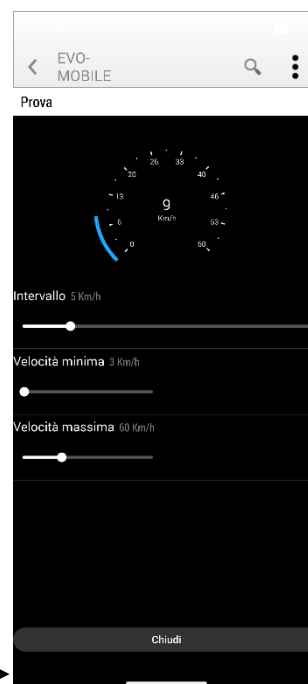 EVO-
MOBILE
Prova
26 33
20 40
13 46
9
Km/h
6 53
0 60
Intervallo 5 Km/h
Velocità minima 3 Km/h
Velocità massima 60 Km/h
Chiudi